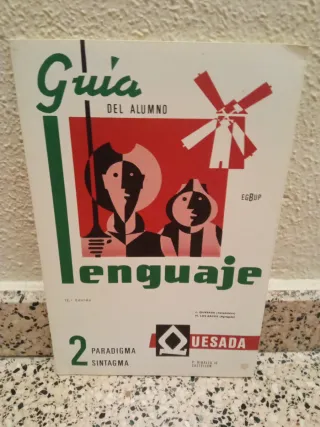 Guía
DEL ALUMNO
EGBUP
lenguaje
2 PARADIGMA
SINTAGMA
QUESADA